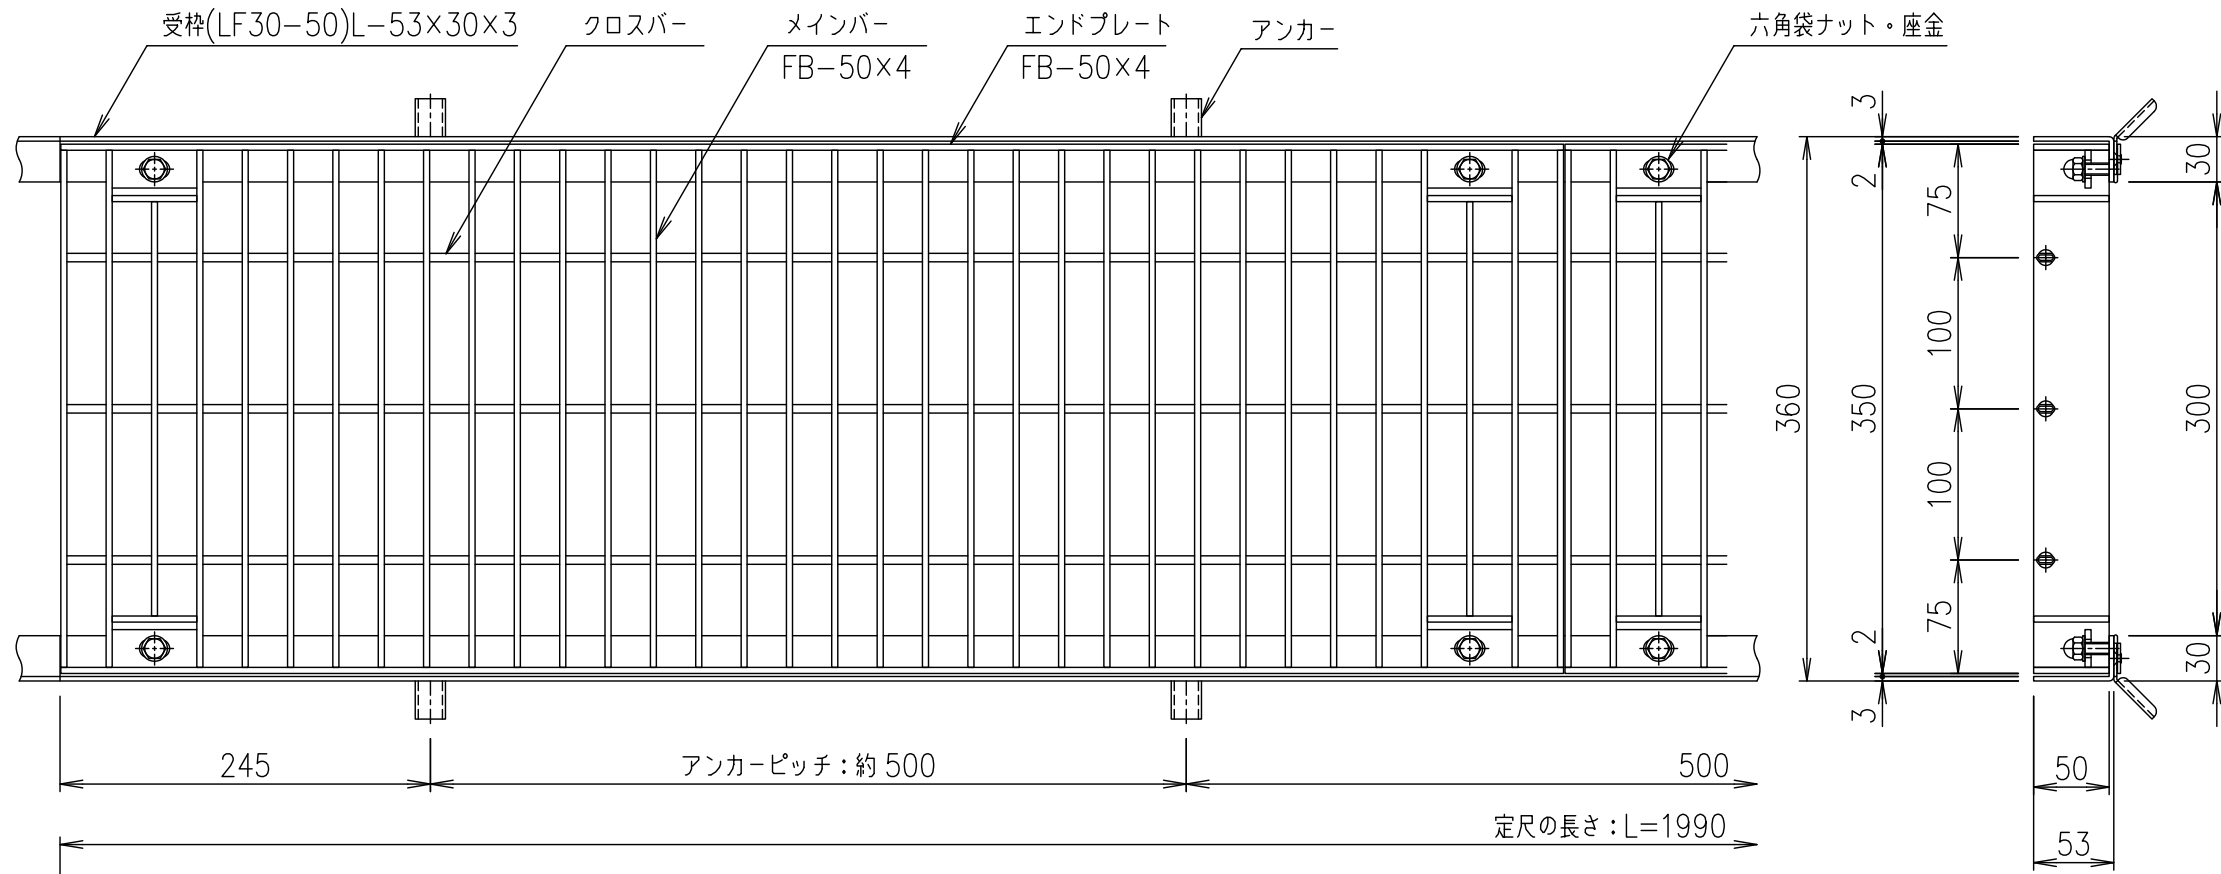 受枠(LF30-50)L-53×30×3
クロスバー
メインバー
FB-50×4
エンドプレート
FB-50×4
アンカー
六角袋ナット・座金
3
2
75
30
100
360
350
300
100
2
75
30
3
245
アンカーピッチ：約500
500
50
定尺の長さ：L=1990
53